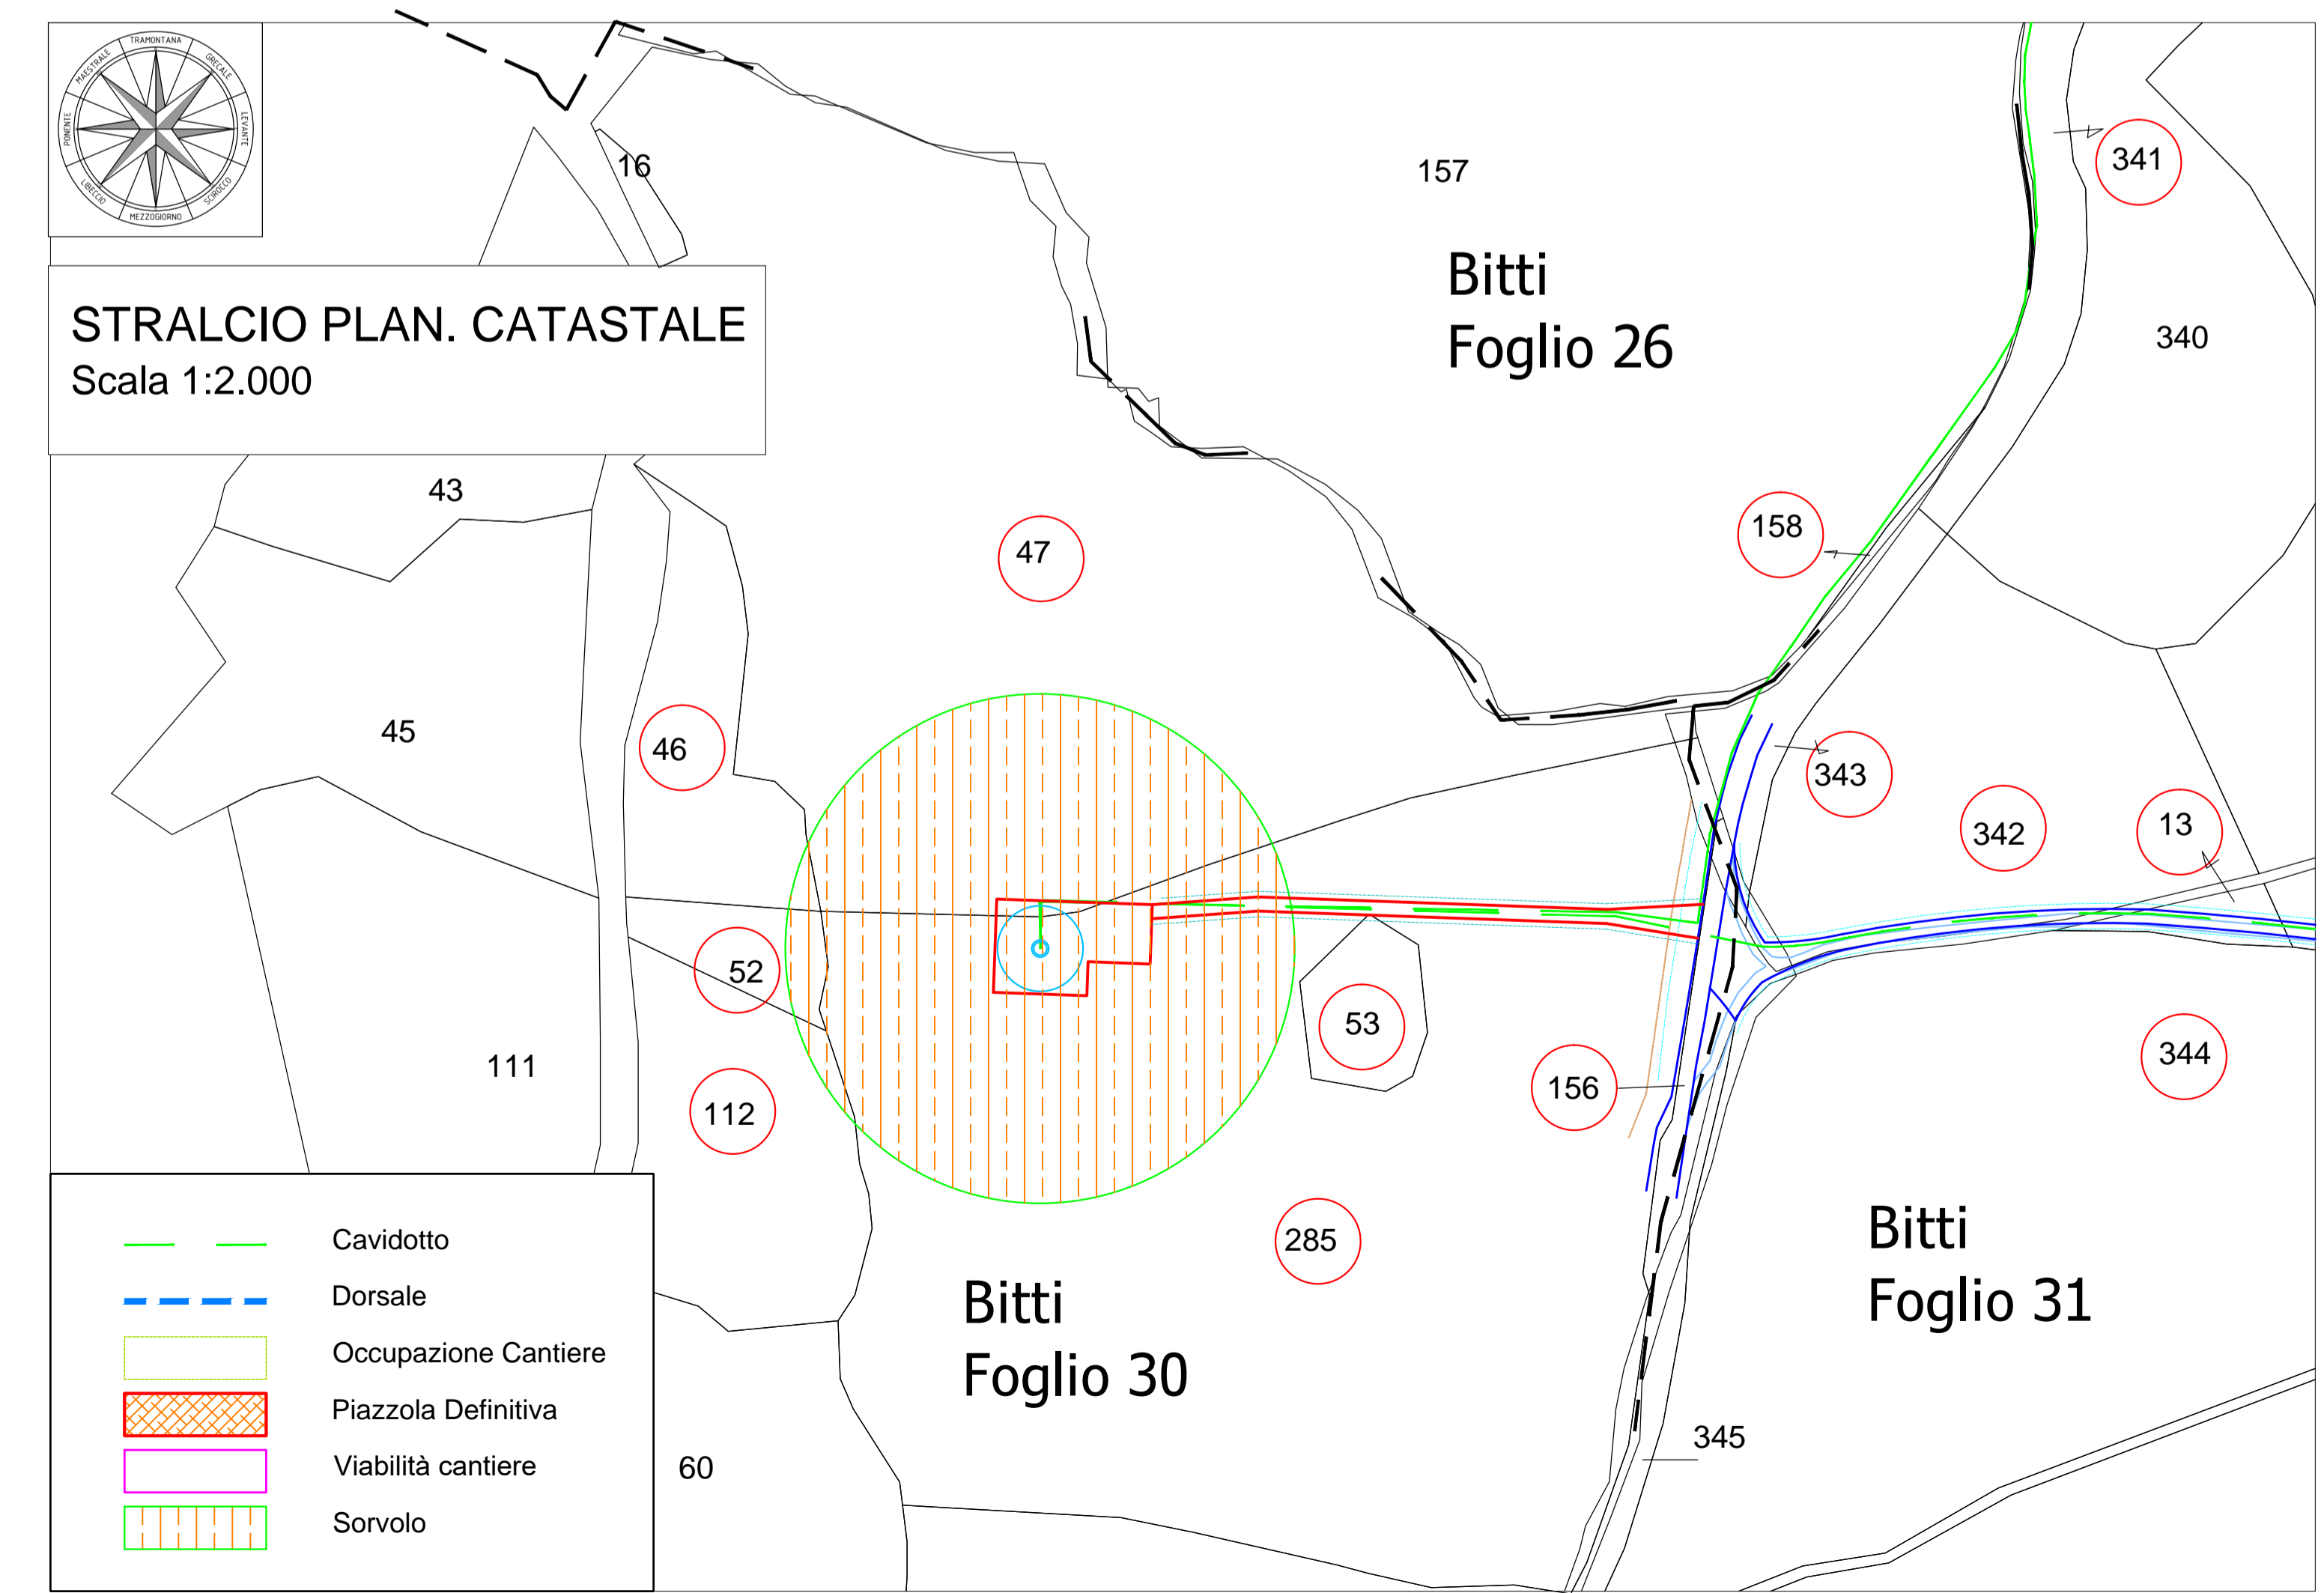 TRAMONTANA
GRECALE
LEVANTE
SCIROCCO
MEZZOGIORNO
LIBECCIO
PONENTE
MAESTRALE
STRALCIO PLAN. CATASTALE
Scala 1:2.000
16
157
341
Bitti
Foglio 26
340
43
47
158
45
46
343
342
13
52
53
344
111
112
156
285
Bitti
Foglio 30
Bitti
Foglio 31
345
60
Cavidotto
Dorsale
Occupazione Cantiere
Piazzola Definitiva
Viabilità cantiere
Sorvolo